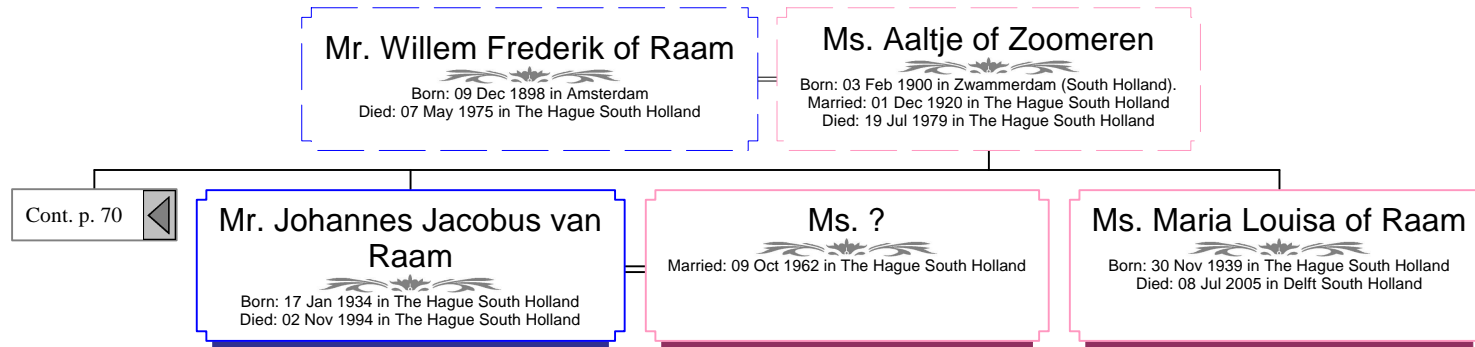 Mr. Willem Frederik of Raam
Born: 09 Dec 1898 in Amsterdam
Died: 07 May 1975 in The Hague South Holland
Ms. Aaltje of Zoomeren
Born: 03 Feb 1900 in Zwammerdam (South Holland).
Married: 01 Dec 1920 in The Hague South Holland
Died: 19 Jul 1979 in The Hague South Holland
Cont. p. 70
Mr. Johannes Jacobus van
Raam
Born: 17 Jan 1934 in The Hague South Holland
Died: 02 Nov 1994 in The Hague South Holland
Ms. ?
Married: 09 Oct 1962 in The Hague South Holland
Ms. Maria Louisa of Raam
Born: 30 Nov 1939 in The Hague South Holland
Died: 08 Jul 2005 in Delft South Holland